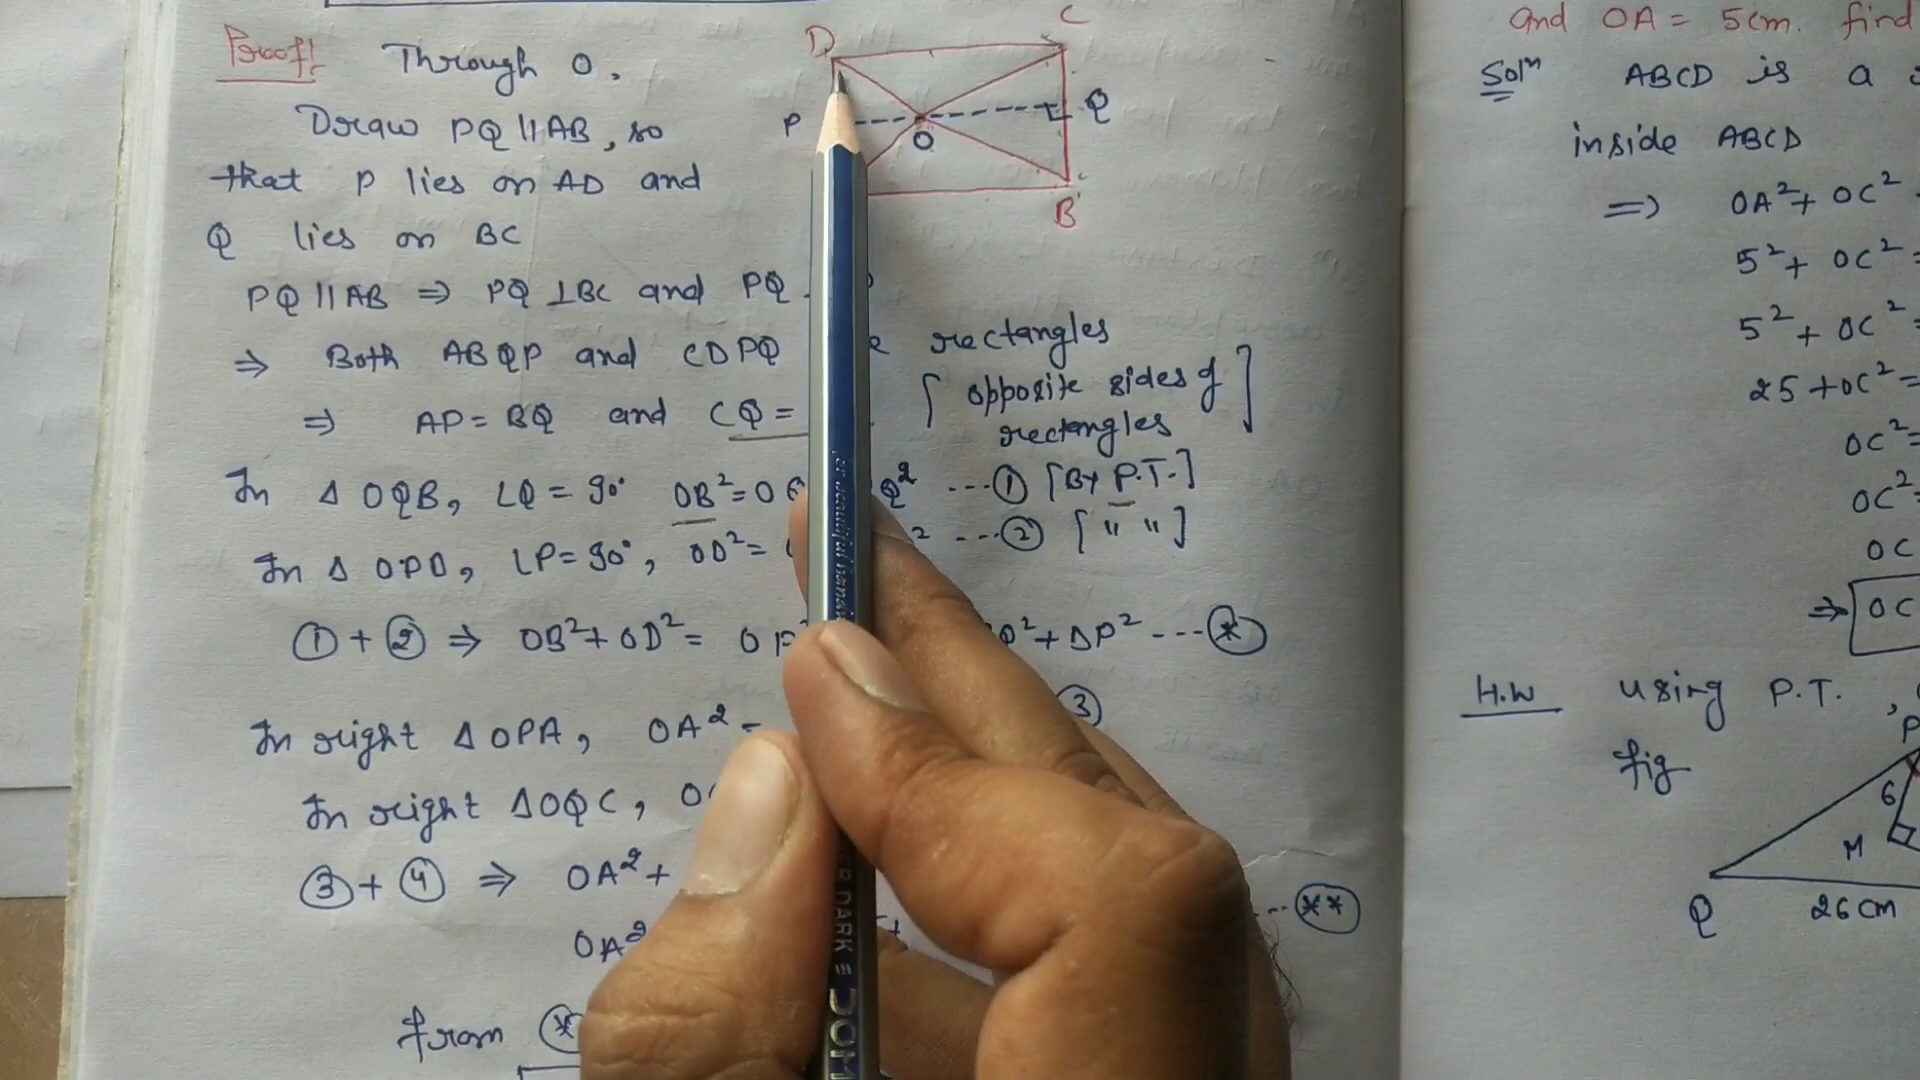 Proof! Through O,
Draw PQ || AB, so
that P lies on AD and
Q lies on BC
PQ || AB ⇒ PQ ⊥ BC and PQ
⇒ Both ABQP and CDPQ rectangles
⇒ AP = BQ and CQ = [opposite sides of
rectangles]
In Δ OQB, ∠Q = 90° OB² = O Q² ---① [By P.T.]
In Δ OPD, ∠P = 90°, OD² = ² ---② [ " " ]
① + ② ⇒ OB² + OD² = OP Q² + DP² ---(*)
In right Δ OPA, OA² = ③
In right Δ OQC, O
③ + ④ ⇒ OA² +
OA² + ---(**)
from (*)
D C
P O Q
B
and OA = 5cm. find
Solⁿ ABCD is a
inside ABCD
⇒ OA² + OC²
5² + OC² =
5² + OC² =
25 + OC² =
OC² =
OC² =
OC
⇒ OC
H.W using P.T.,
fig
P
6
M
Q 26 cm
DARK
DOM